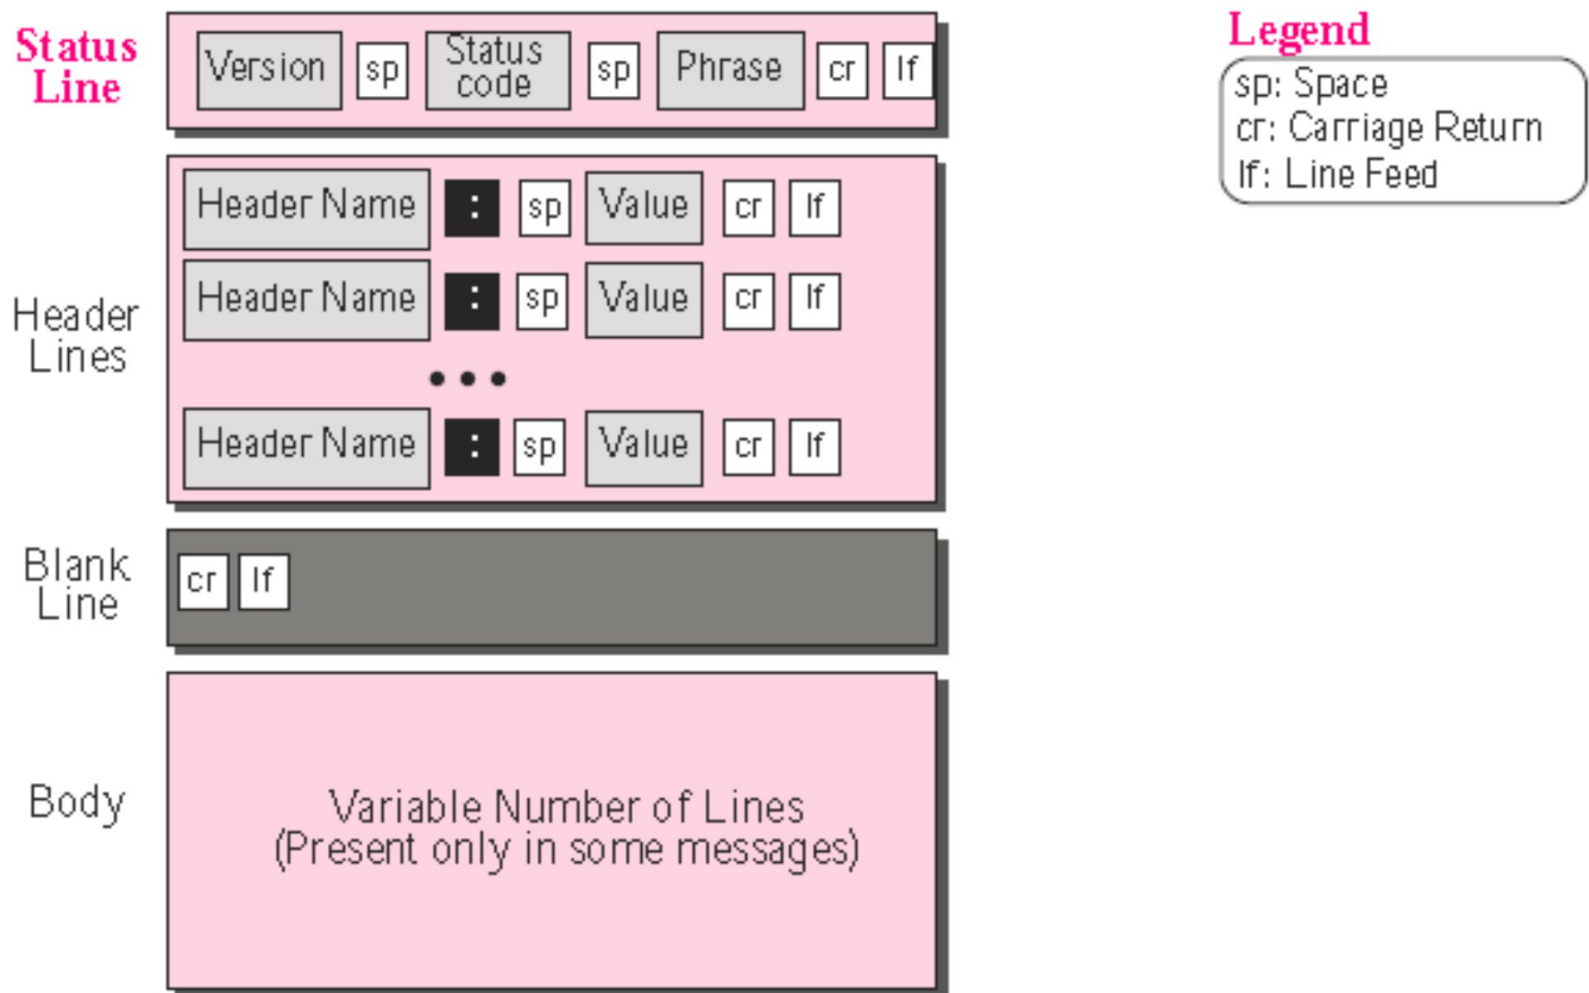 Status
Line
Version sp Status code sp Phrase cr lf
Legend
sp: Space
cr: Carriage Return
lf: Line Feed
Header
Lines
Header Name : sp Value cr lf
Header Name : sp Value cr lf
• • •
Header Name : sp Value cr lf
Blank
Line
cr lf
Body
Variable Number of Lines
(Present only in some messages)